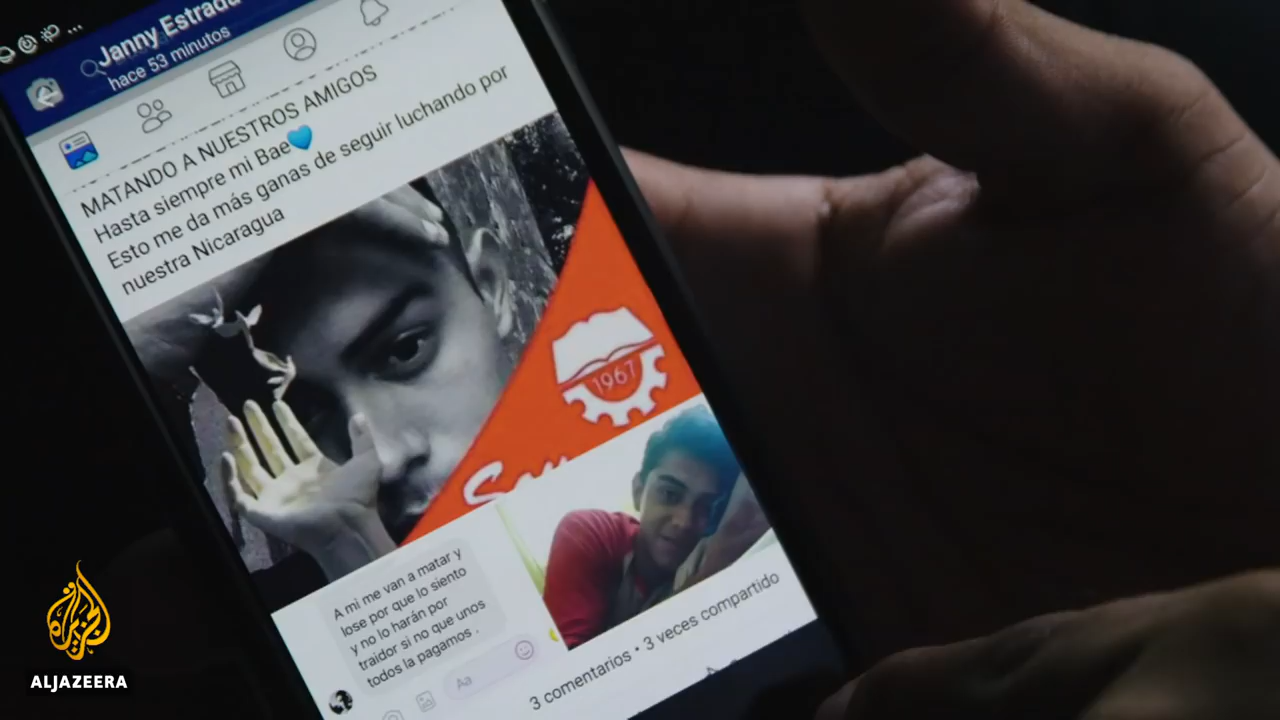 Janny Estrada
hace 53 minutos
MATANDO A NUESTROS AMIGOS
Hasta siempre mi Bae💙
Esto me da más ganas de seguir luchando por
nuestra Nicaragua
1967
Soy
A mi me van a matar y
lose por que lo siento
y no lo harán por
traidor si no que unos
todos la pagamos .
Aa
3 comentarios • 3 veces compartido
الجزيرة
ALJAZEERA